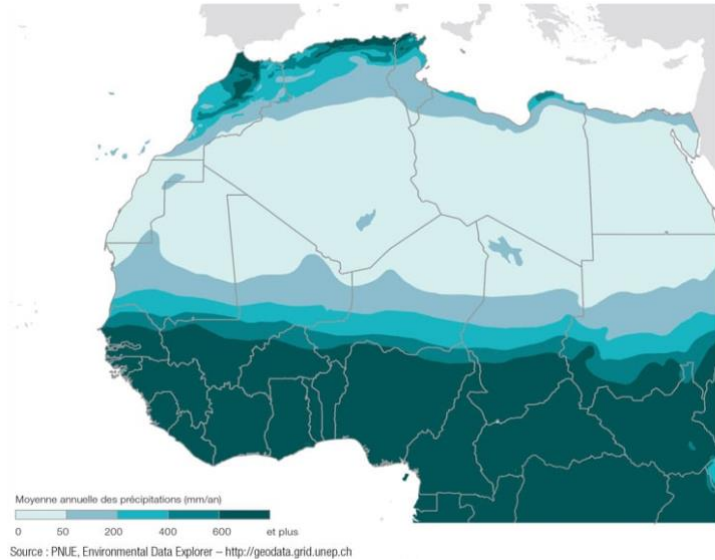 Moyenne annuelle des précipitations (mm/an)
0 50 200 400 600 et plus
Source : PNUE, Environmental Data Explorer – http://geodata.grid.unep.ch